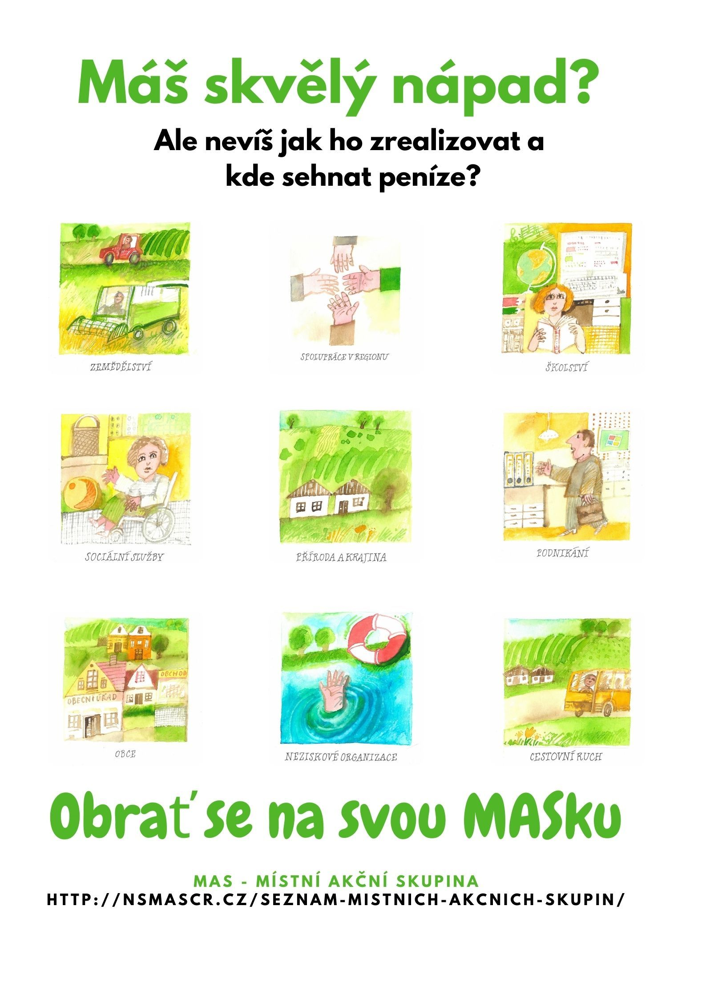 Máš skvělý nápad?
Ale nevíš jak ho zrealizovat a
kde sehnat peníze?
ZEMĚDĚLSTVÍ
SPOLUPRÁCE V REGIONU
ŠKOLSTVÍ
SOCIÁLNÍ SLUŽBY
PŘÍRODA A KRAJINA
PODNIKÁNÍ
OBCHOD
OBECNÍ ÚŘAD
OBCE
NEZISKOVÉ ORGANIZACE
CESTOVNÍ RUCH
Obrať se na svou MASku
MAS - MÍSTNÍ AKČNÍ SKUPINA
HTTP://NSMASCR.CZ/SEZNAM-MISTNICH-AKCNICH-SKUPIN/